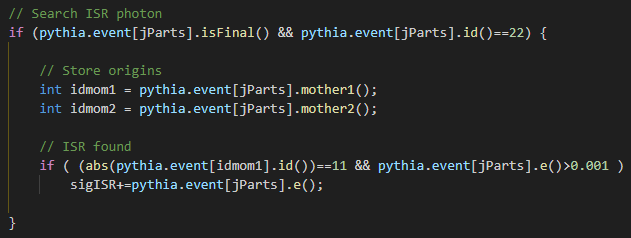 // Search ISR photon
if (pythia.event[jParts].isFinal() && pythia.event[jParts].id()==22) {
// Store origins
int idmom1 = pythia.event[jParts].mother1();
int idmom2 = pythia.event[jParts].mother2();
// ISR found
if ( (abs(pythia.event[idmom1].id())==11 && pythia.event[jParts].e()>0.001 )
sigISR+=pythia.event[jParts].e();
}